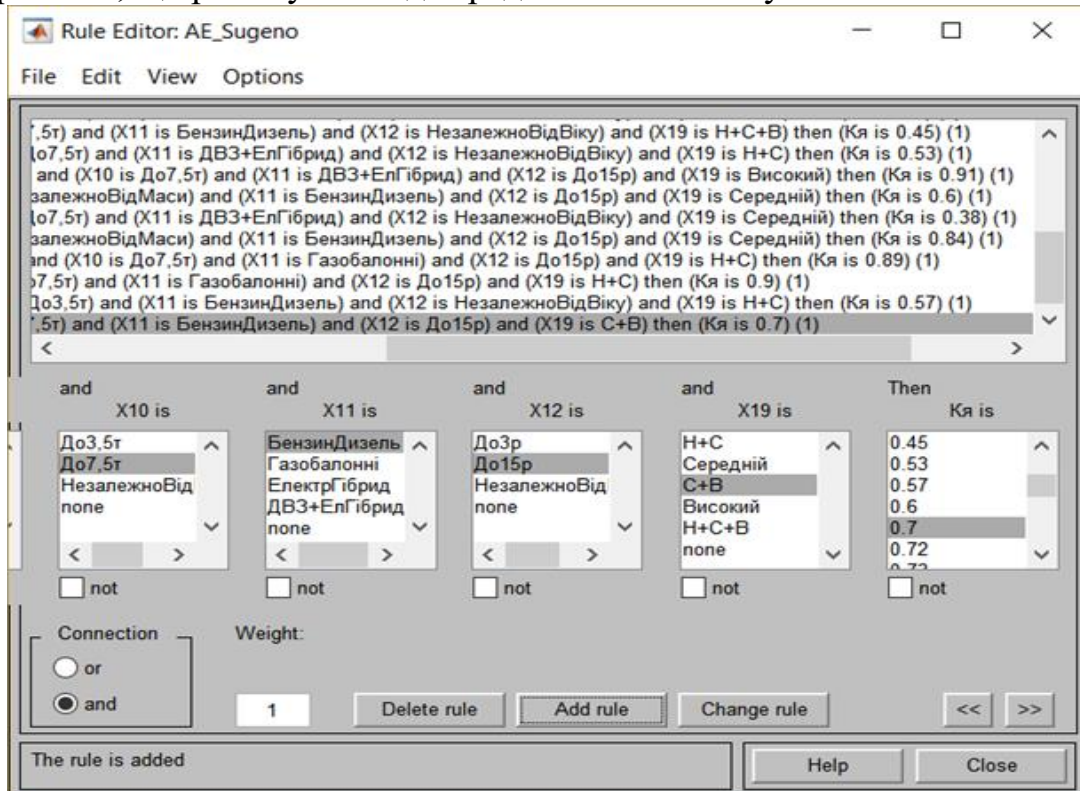 Rule Editor: AE_Sugeno
File Edit View Options
,5т) and (X11 is БензинДизель) and (X12 is НезалежноВідВіку) and (X19 is Н+С+В) then (Кя is 0.45) (1)
о7,5т) and (X11 is ДВЗ+ЕлГібрид) and (X12 is НезалежноВідВіку) and (X19 is Н+С) then (Кя is 0.53) (1)
and (X10 is До7,5т) and (X11 is ДВЗ+ЕлГібрид) and (X12 is До15р) and (X19 is Високий) then (Кя is 0.91) (1)
залежноВідМаси) and (X11 is БензинДизель) and (X12 is До15р) and (X19 is Середній) then (Кя is 0.6) (1)
о7,5т) and (X11 is ДВЗ+ЕлГібрид) and (X12 is НезалежноВідВіку) and (X19 is Середній) then (Кя is 0.38) (1)
залежноВідМаси) and (X11 is БензинДизель) and (X12 is До15р) and (X19 is Середній) then (Кя is 0.84) (1)
and (X10 is До7,5т) and (X11 is Газобалонні) and (X12 is До15р) and (X19 is Н+С) then (Кя is 0.89) (1)
о7,5т) and (X11 is Газобалонні) and (X12 is До15р) and (X19 is Н+С) then (Кя is 0.9) (1)
До3,5т) and (X11 is БензинДизель) and (X12 is НезалежноВідВіку) and (X19 is Н+С) then (Кя is 0.57) (1)
,5т) and (X11 is БензинДизель) and (X12 is До15р) and (X19 is С+В) then (Кя is 0.7) (1)
and and and and Then
X10 is X11 is X12 is X19 is Кя is
До3,5т БензинДизель До3р Н+С 0.45
До7,5т Газобалонні До15р Середній 0.53
НезалежноВід ЕлектрГібрид НезалежноВід С+В 0.57
none ДВЗ+ЕлГібрид none Високий 0.6
none Н+С+В 0.7
none 0.72
not not not not not
Connection Weight:
or
and 1 Delete rule Add rule Change rule << >>
The rule is added Help Close